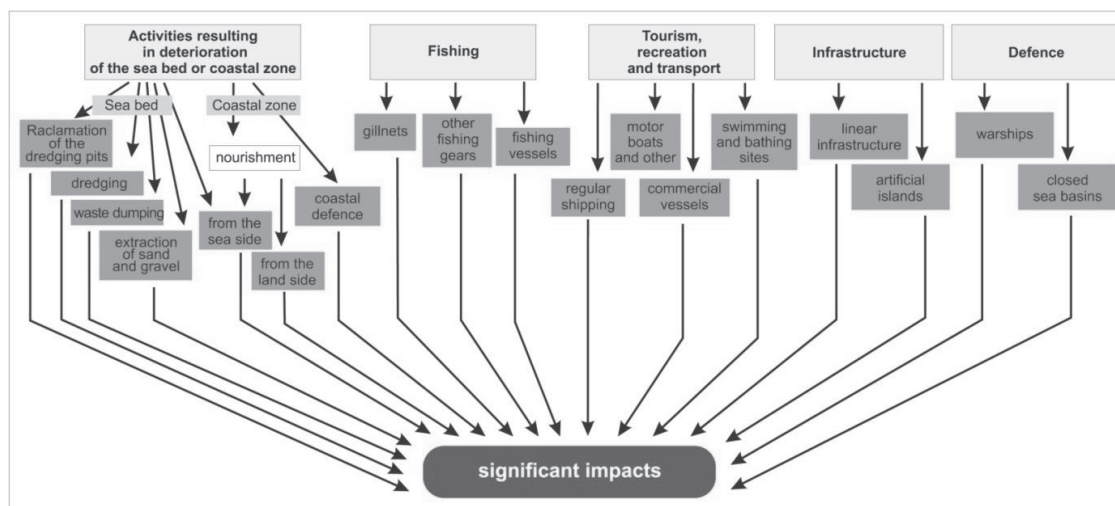 Activities resulting
in deterioration
of the sea bed or coastal zone
Fishing
Tourism,
recreation
and transport
Infrastructure
Defence
Sea bed
Coastal zone
Raclamation
of the
dredging pits
dredging
waste dumping
extraction
of sand
and gravel
nourishment
from the
sea side
from the
land side
coastal
defence
gillnets
other
fishing
gears
fishing
vessels
regular
shipping
motor
boats
and other
commercial
vessels
swimming
and bathing
sites
linear
infrastructure
artificial
islands
warships
closed
sea basins
significant impacts